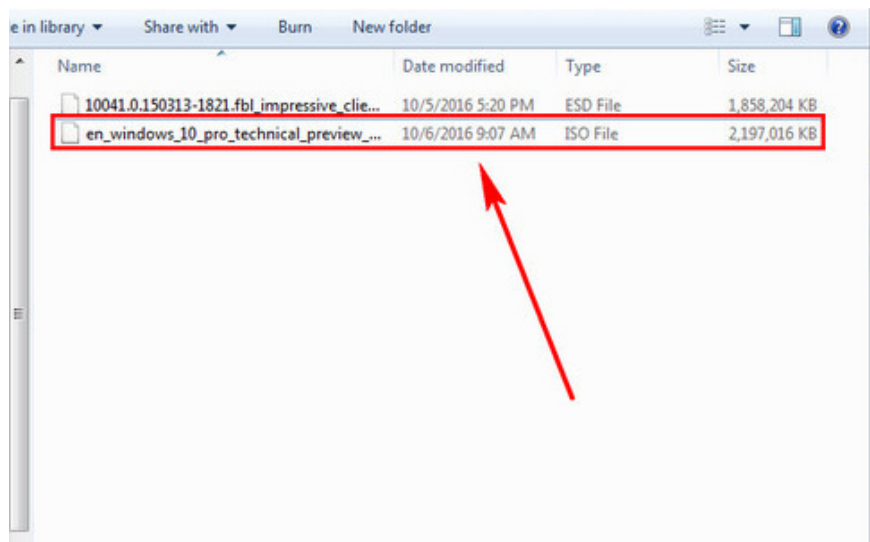 e in library Share with Burn New folder
Name Date modified Type Size
10041.0.150313-1821.fbl_impressive_clie... 10/5/2016 5:20 PM ESD File 1,858,204 KB
en_windows_10_pro_technical_preview_... 10/6/2016 9:07 AM ISO File 2,197,016 KB